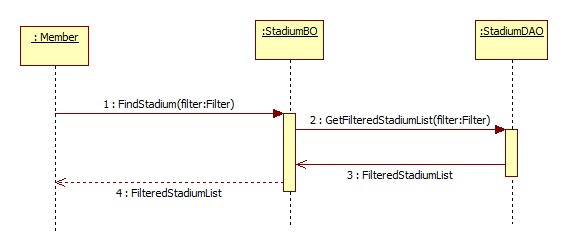 : Member
:StadiumBO
:StadiumDAO
1 : FindStadium(filter:Filter)
2 : GetFilteredStadiumList(filter:Filter)
3 : FilteredStadiumList
4 : FilteredStadiumList